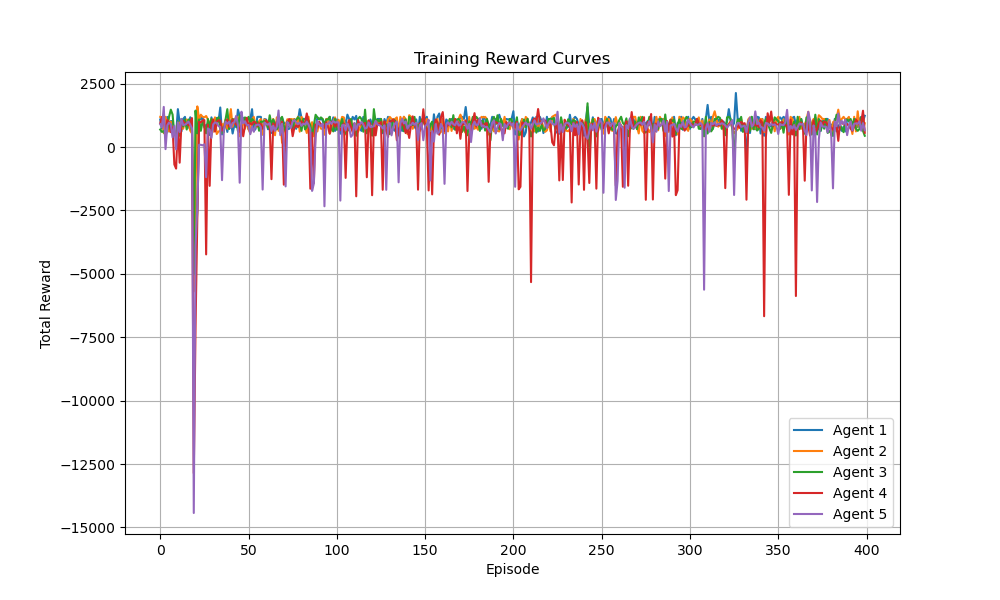 Training Reward Curves
Total Reward
2500
0
−2500
−5000
−7500
−10000
−12500
−15000
0 50 100 150 200 250 300 350 400
Episode
Agent 1
Agent 2
Agent 3
Agent 4
Agent 5